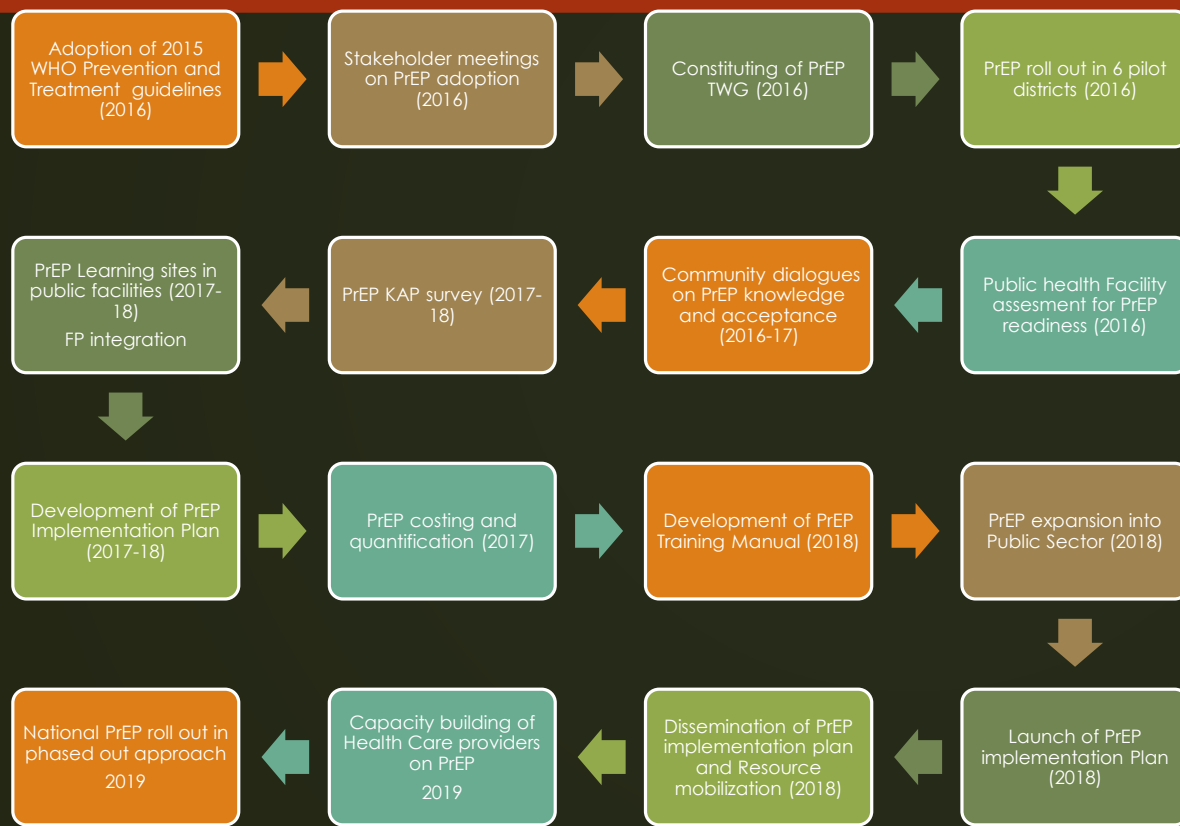 Adoption of 2015
WHO Prevention and
Treatment guidelines
(2016)
Stakeholder meetings
on PrEP adoption
(2016)
Constituting of PrEP
TWG (2016)
PrEP roll out in 6 pilot
districts (2016)
Public health Facility
assesment for PrEP
readiness (2016)
Community dialogues
on PrEP knowledge
and acceptance
(2016-17)
PrEP KAP survey (2017-
18)
PrEP Learning sites in
public facilities (2017-
18)
FP integration
Development of PrEP
Implementation Plan
(2017-18)
PrEP costing and
quantification (2017)
Development of PrEP
Training Manual (2018)
PrEP expansion into
Public Sector (2018)
Launch of PrEP
implementation Plan
(2018)
Dissemination of PrEP
implementation plan
and Resource
mobilization (2018)
Capacity building of
Health Care providers
on PrEP
2019
National PrEP roll out in
phased out approach
2019